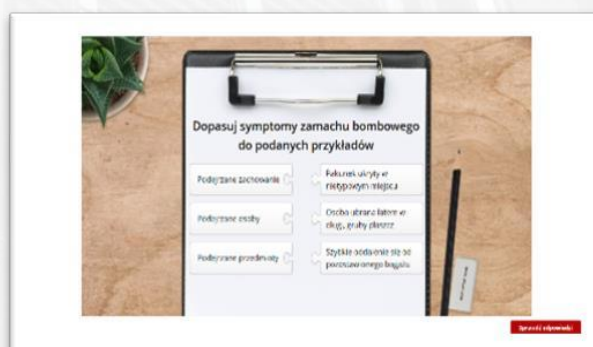 Dopasuj symptomy zamachu bombowego
do podanych przykładów
Podejrzane zachowanie
Pakunek ukryty w
nietypowym miejscu
Podejrzane osoby
Osoba ubrana latem w
długi, gruby płaszcz
Podejrzane przedmioty
Szybkie oddalenie się od
pozostawionego bagażu
Sprawdź odpowiedzi